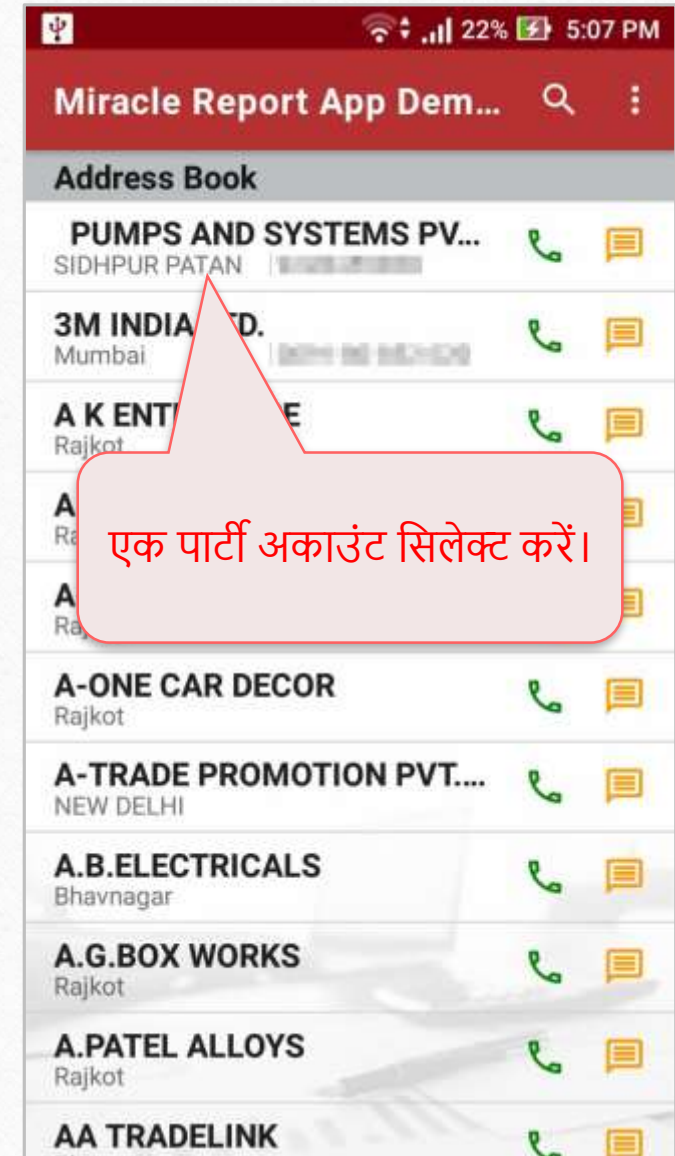 22% 5:07 PM
Miracle Report App Dem...
Address Book
PUMPS AND SYSTEMS PV...
SIDHPUR PATAN
3M INDIA
Mumbai
A K
Rajkot
एक पार्टी अकाउंट सिलेक्ट करें।
A-ONE CAR DECOR
Rajkot
A-TRADE PROMOTION PVT....
NEW DELHI
A.B.ELECTRICALS
Bhavnagar
A.G.BOX WORKS
Rajkot
A.PATEL ALLOYS
Rajkot
AA TRADELINK